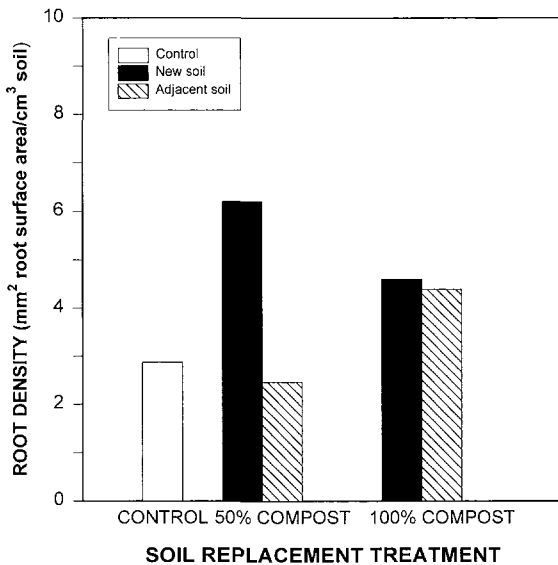 10
8
6
4
2
0
ROOT DENSITY (mm² root surface area/cm³ soil)
Control
New soil
Adjacent soil
CONTROL 50% COMPOST 100% COMPOST
SOIL REPLACEMENT TREATMENT